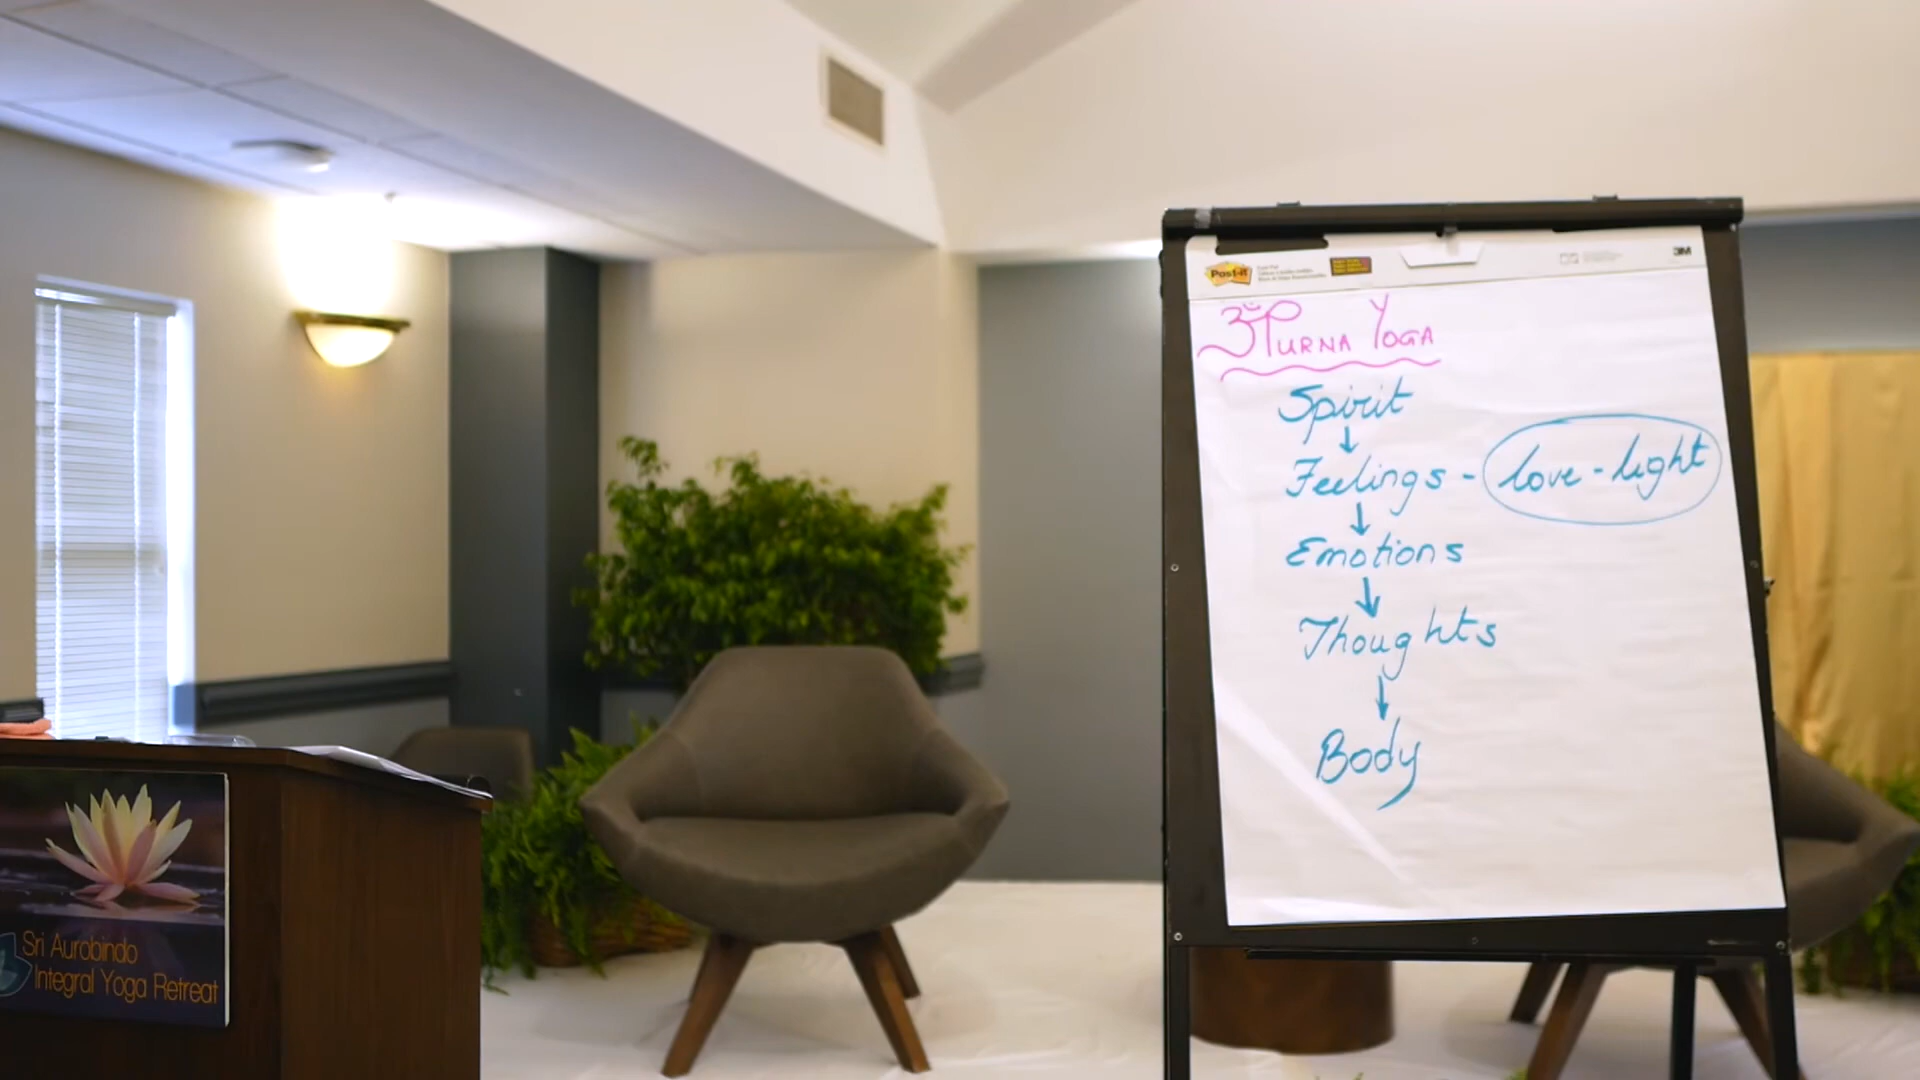 Post-it
3M
ॐ PURNA YOGA
Spirit
↓
Feelings - love - light
↓
Emotions
↓
Thoughts
↓
Body
Sri Aurobindo
Integral Yoga Retreat